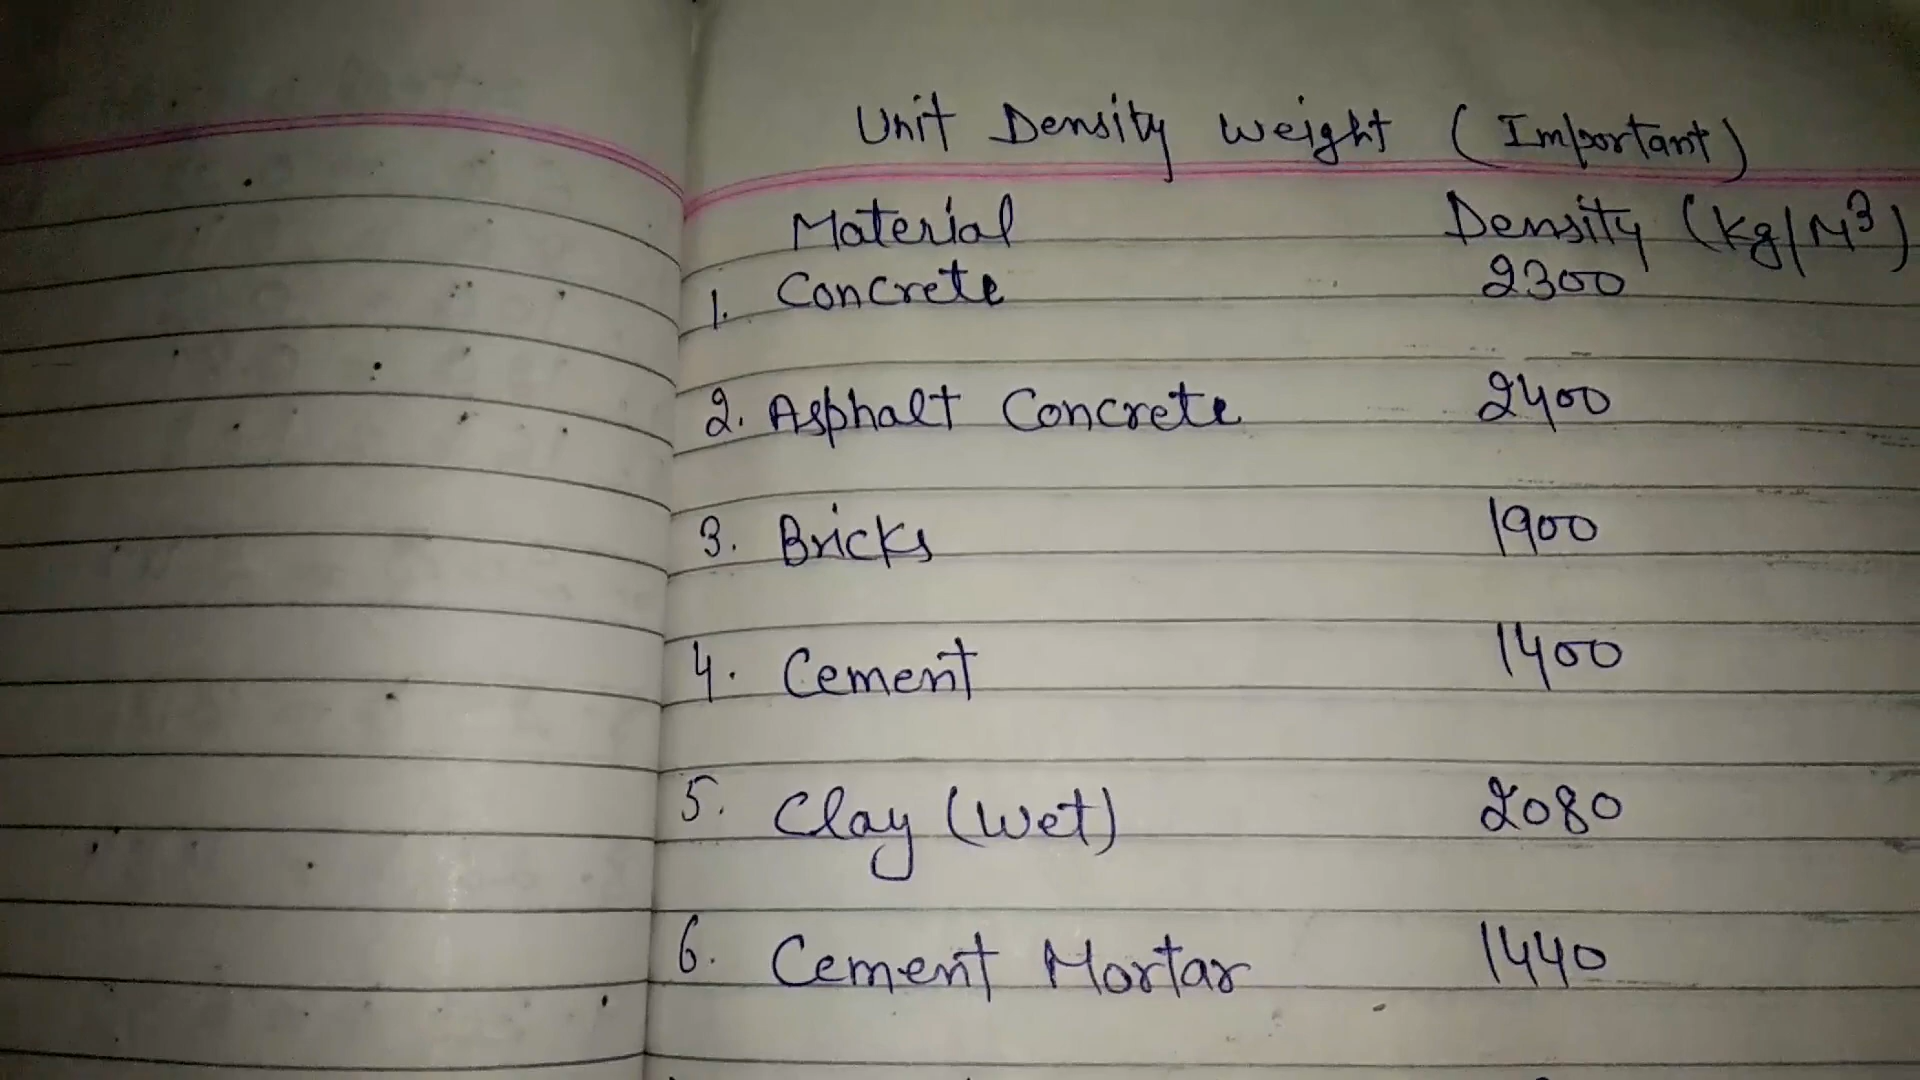 Unit Density Weight (Important)
Material Density (Kg/M³)
1. Concrete 2300
2. Asphalt Concrete 2400
3. Bricks 1900
4. Cement 1400
5. Clay (Wet) 2080
6. Cement Mortar 1440